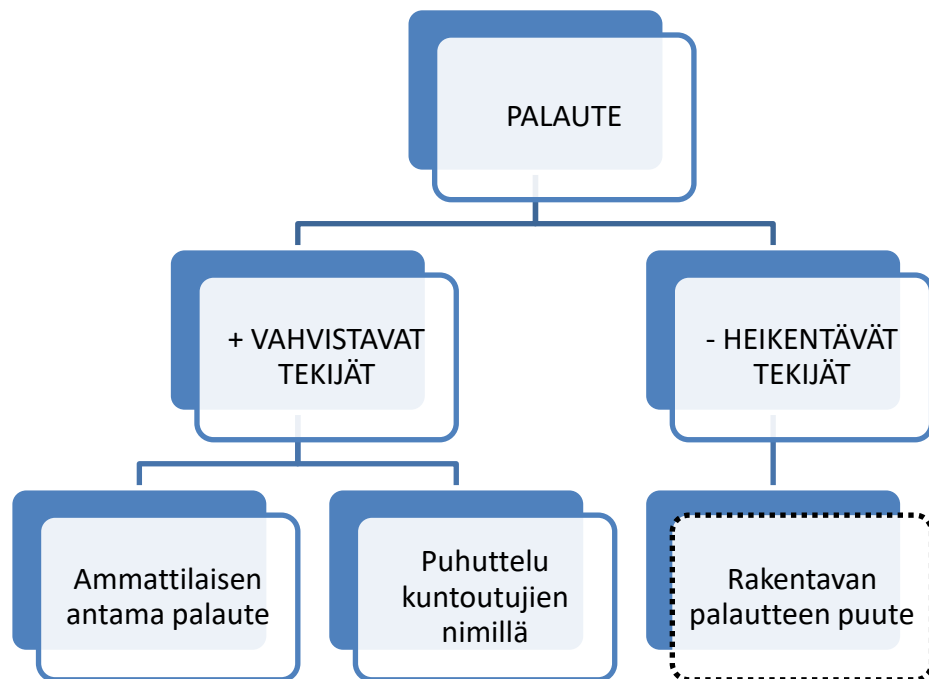 PALAUTE
+ VAHVISTAVAT
TEKIJÄT
- HEIKENTÄVÄT
TEKIJÄT
Ammattilaisen
antama palaute
Puhuttelu
kuntoutujien
nimillä
Rakentavan
palautteen puute